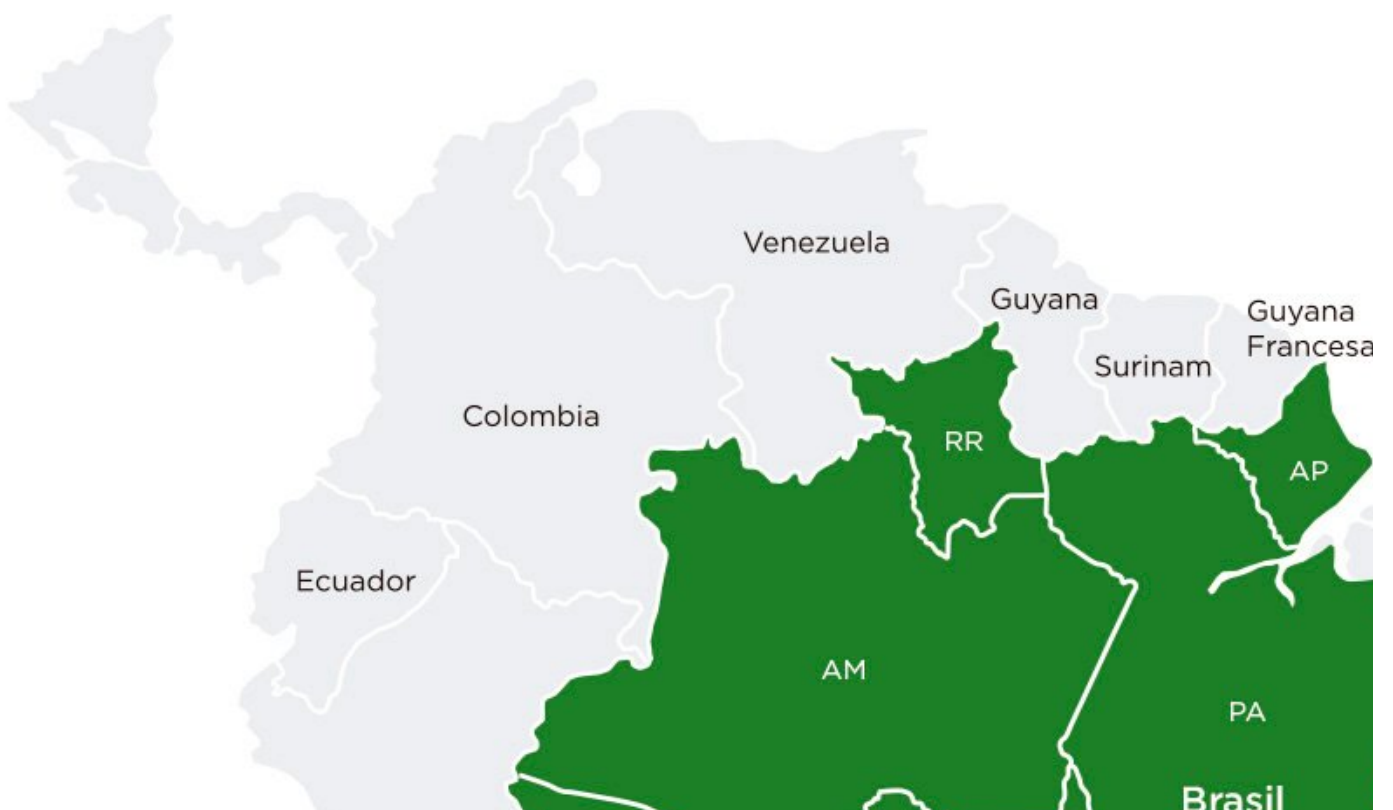 Venezuela
Guyana
Guyana
Francesa
Surinam
Colombia
RR
AP
Ecuador
AM
PA
Brasil